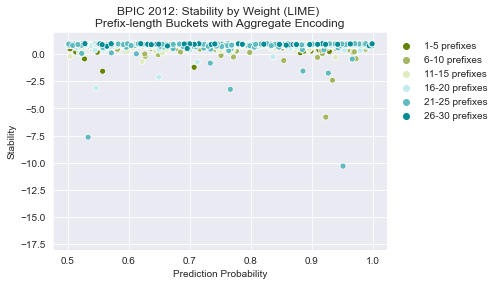 BPIC 2012: Stability by Weight (LIME)
Prefix-length Buckets with Aggregate Encoding
0.0
−2.5
−5.0
−7.5
−10.0
−12.5
−15.0
−17.5
Stability
0.5 0.6 0.7 0.8 0.9 1.0
Prediction Probability
1-5 prefixes
6-10 prefixes
11-15 prefixes
16-20 prefixes
21-25 prefixes
26-30 prefixes